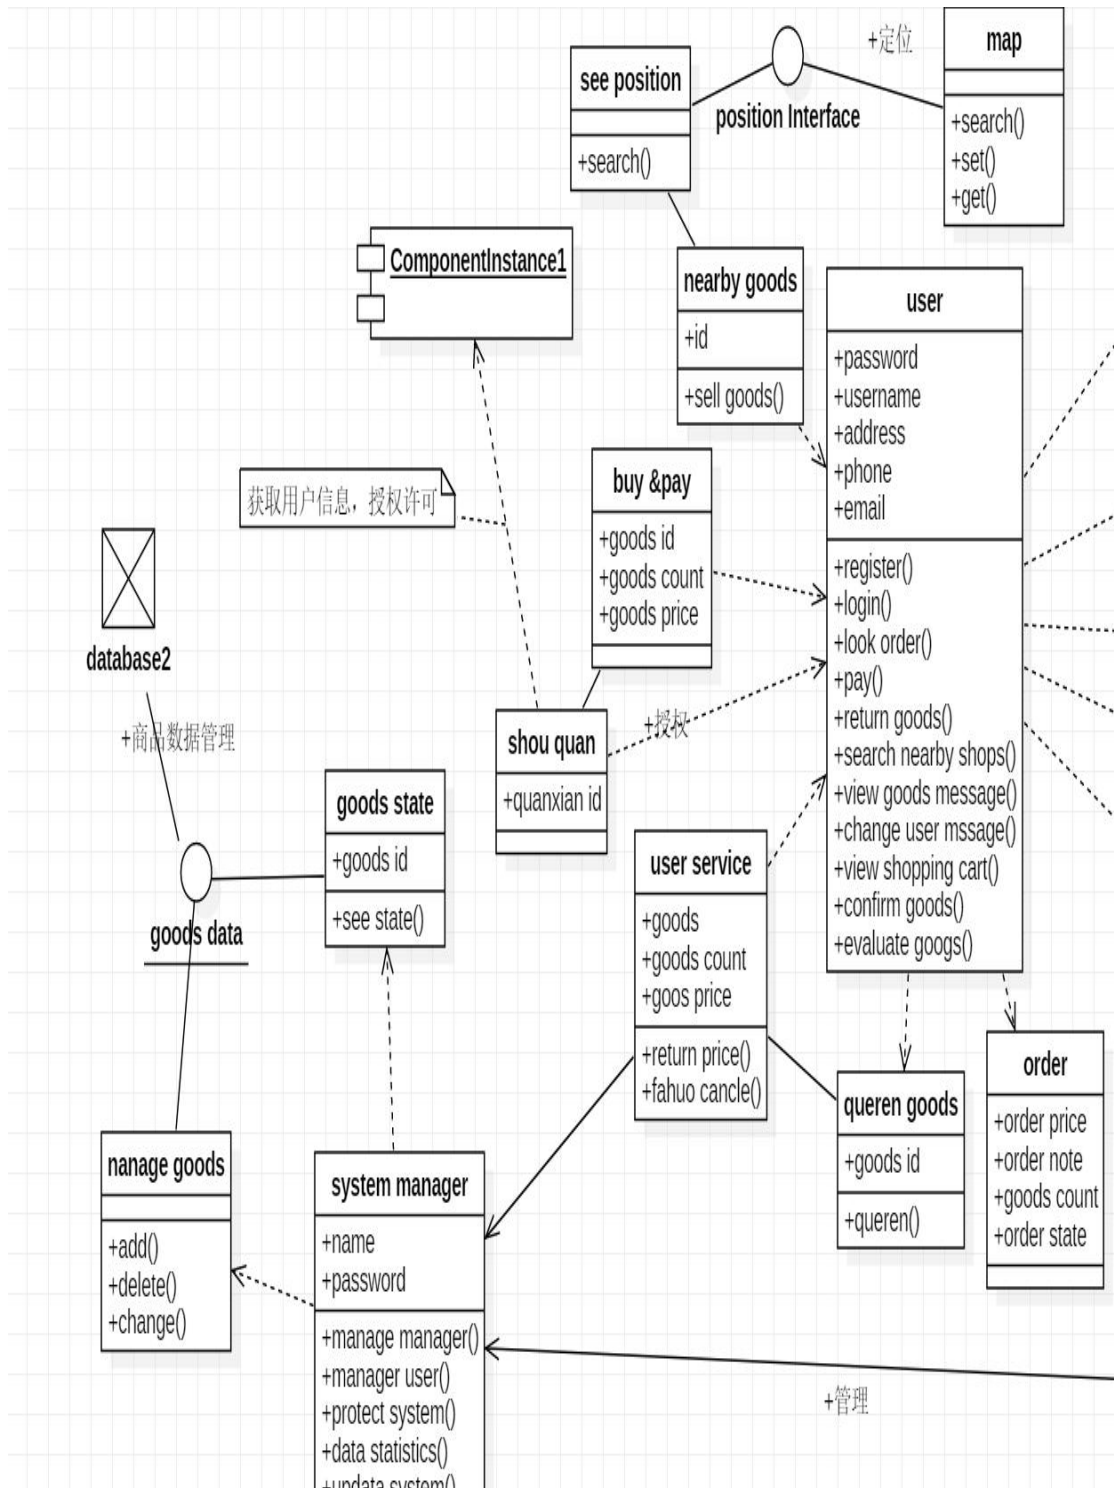 see position
+search()
position Interface
+定位
map
+search()
+set()
+get()
ComponentInstance1
nearby goods
+id
+sell goods()
user
+password
+username
+address
+phone
+email
+register()
+login()
+look order()
+pay()
+return goods()
+search nearby shops()
+view goods message()
+change user mssage()
+view shopping cart()
+confirm goods()
+evaluate googs()
获取用户信息，授权许可
buy &pay
+goods id
+goods count
+goods price
database2
+商品数据管理
shou quan
+quanxian id
+授权
goods state
+goods id
+see state()
goods data
user service
+goods
+goods count
+goos price
+return price()
+fahuo cancle()
queren goods
+goods id
+queren()
order
+order price
+order note
+goods count
+order state
nanage goods
+add()
+delete()
+change()
system manager
+name
+password
+manage manager()
+manager user()
+protect system()
+data statistics()
+updata system()
+管理